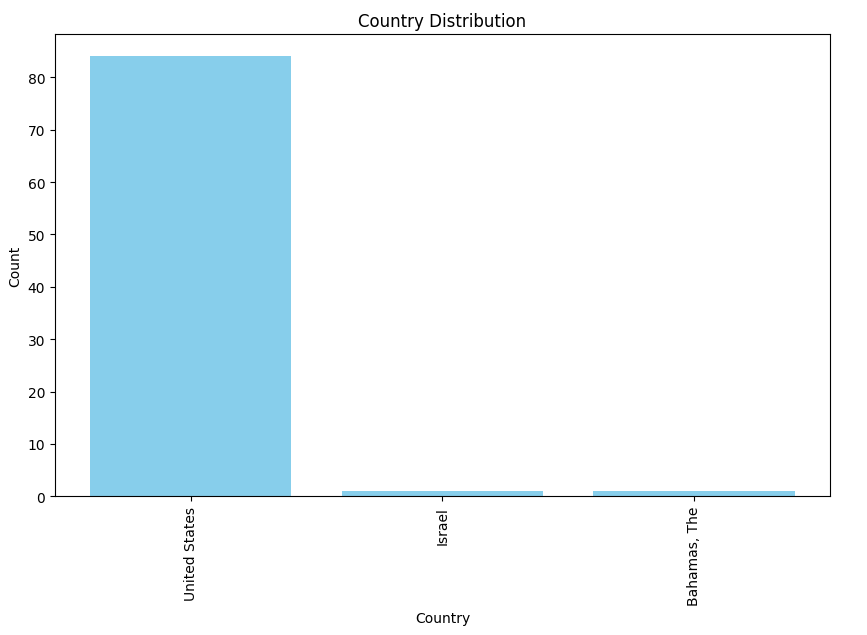 Country Distribution
Count
80
70
60
50
40
30
20
10
0
United States
Israel
Bahamas, The
Country